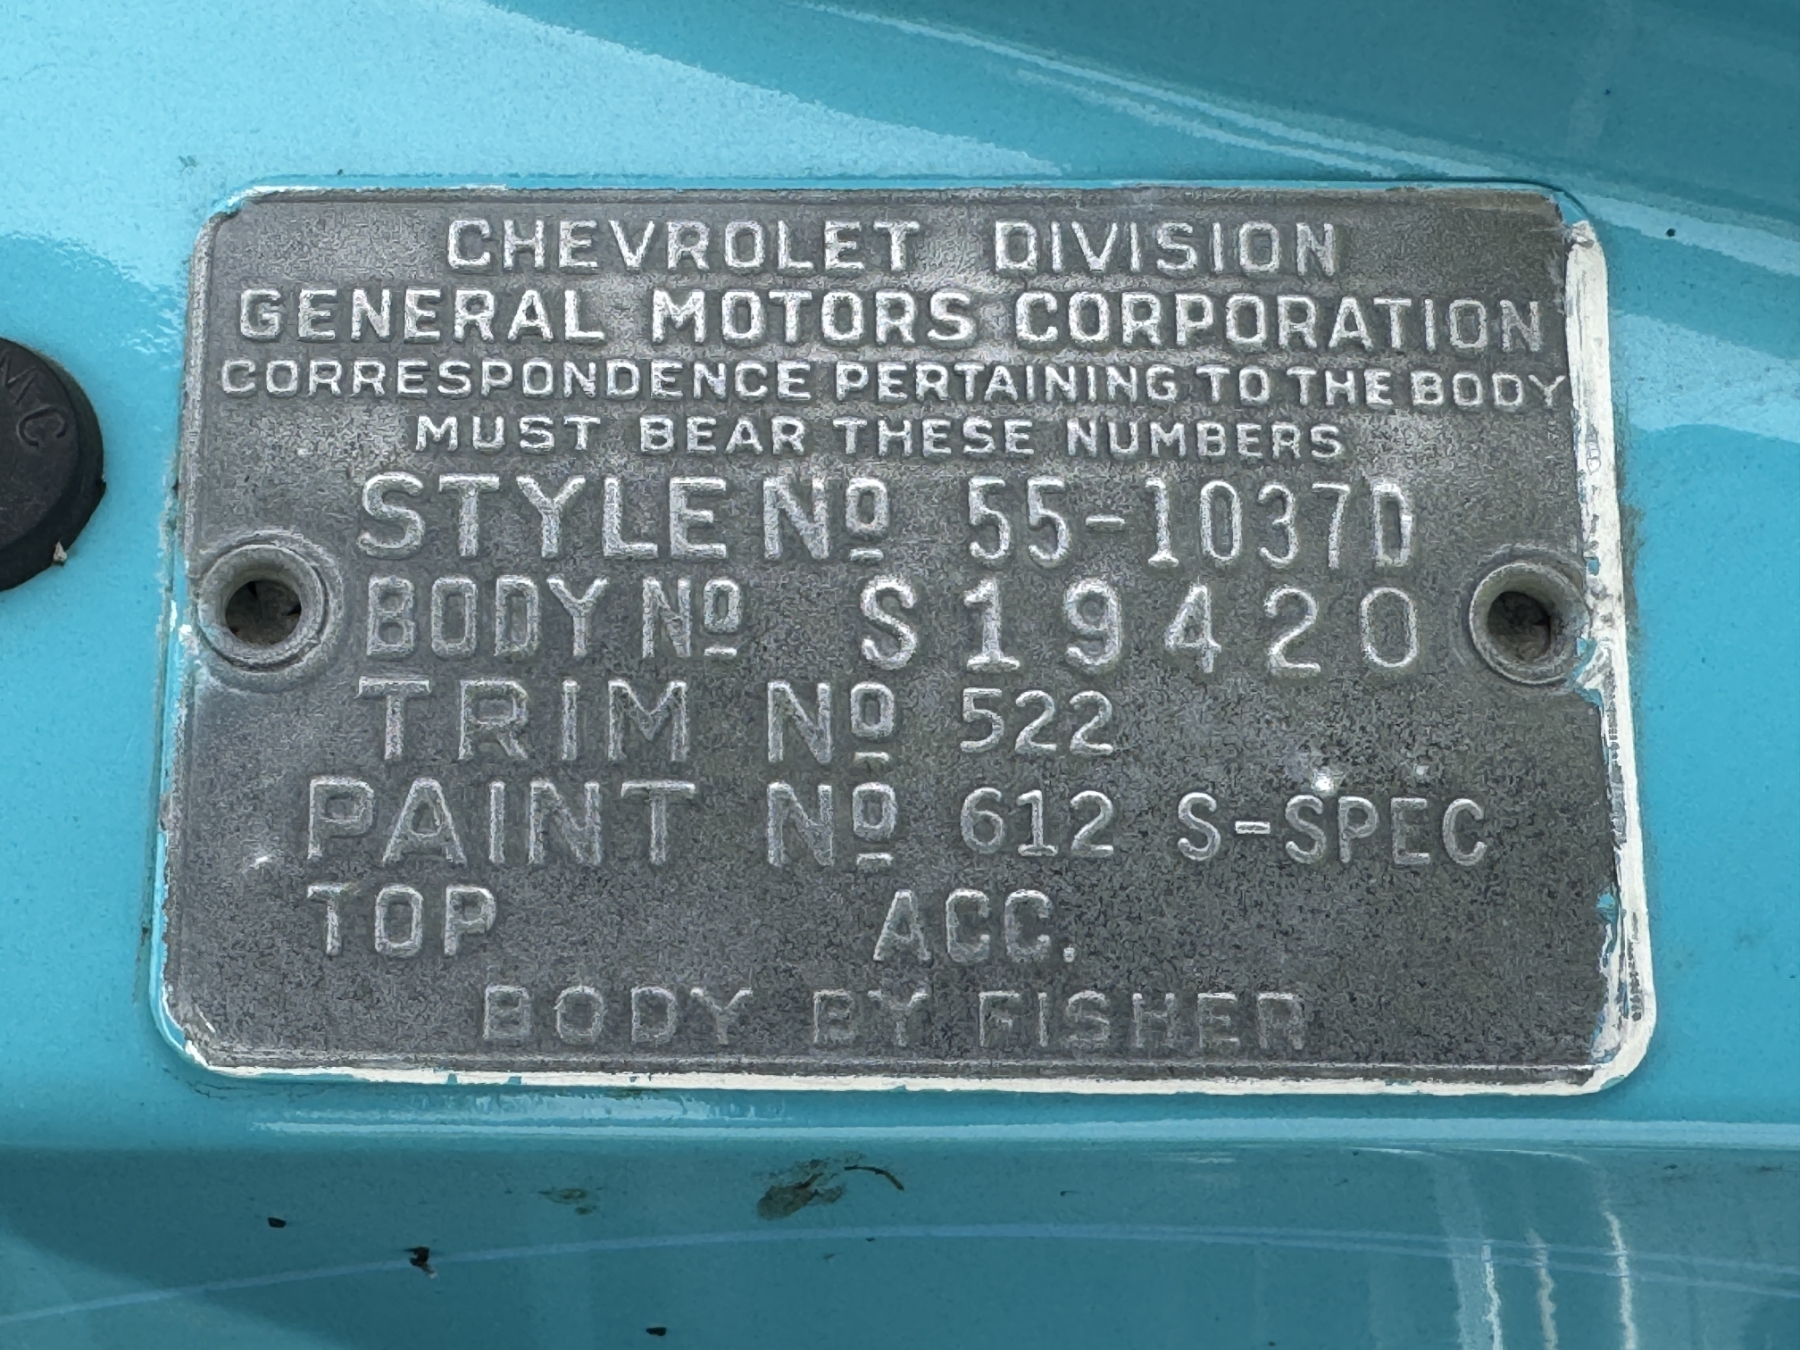 CHEVROLET DIVISION
GENERAL MOTORS CORPORATION
CORRESPONDENCE PERTAINING TO THE BODY
MUST BEAR THESE NUMBERS
STYLE Nº 55-1037D
BODY Nº S19420
TRIM Nº 522
PAINT Nº 612 S-SPEC
TOP ACC.
BODY BY FISHER
MC